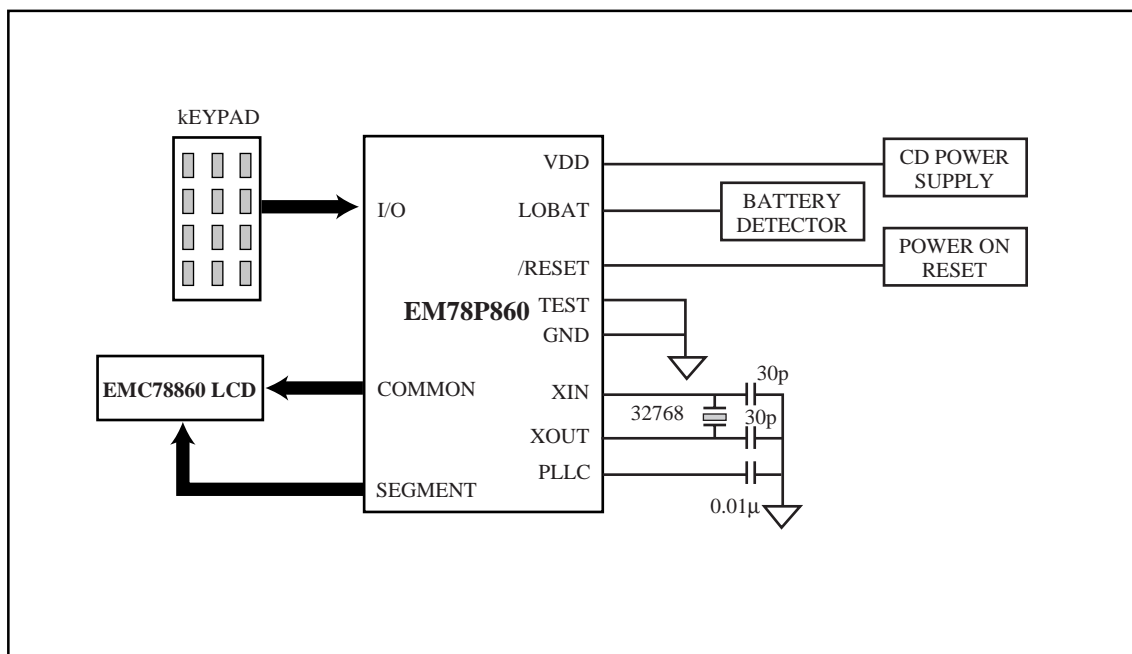 kEYPAD
I/O
EM78P860
COMMON
SEGMENT
EMC78860 LCD
VDD
LOBAT
/RESET
TEST
GND
XIN
XOUT
PLLC
CD POWER
SUPPLY
BATTERY
DETECTOR
POWER ON
RESET
30p
32768
30p
0.01µ